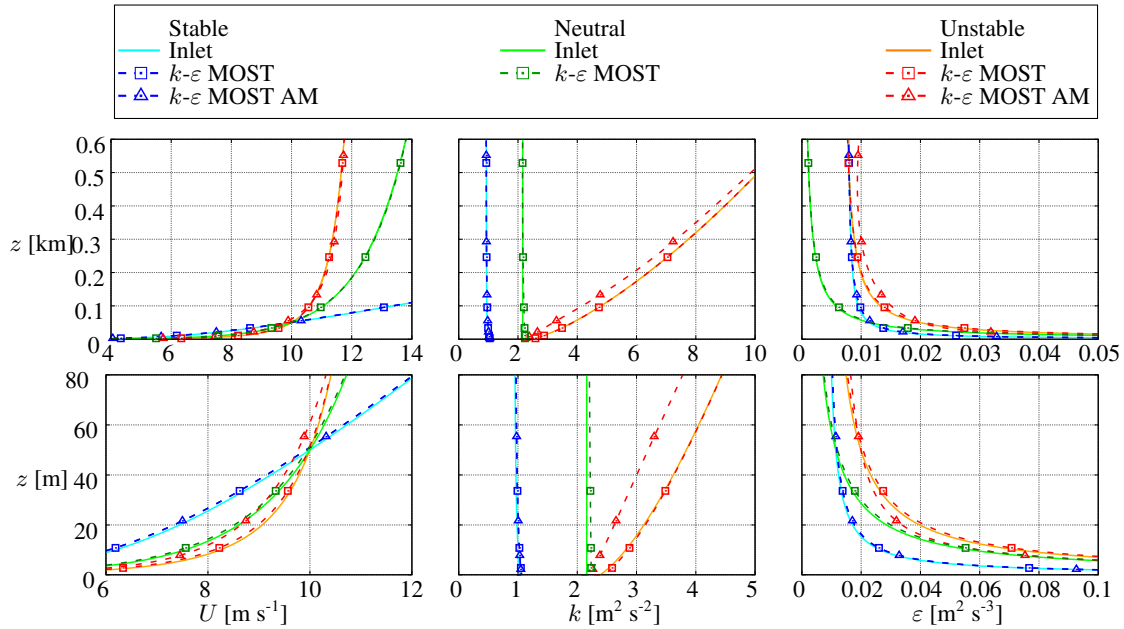 Stable Neutral Unstable
Inlet Inlet Inlet
k-ε MOST k-ε MOST k-ε MOST
k-ε MOST AM k-ε MOST AM
0.6
0.5
0.4
z [km] 0.3
0.2
0.1
0
4 6 8 10 12 14 0 2 4 6 8 10 0 0.01 0.02 0.03 0.04 0.05
80
60
z [m] 40
20
0
6 8 10 12 0 1 2 3 4 5 0 0.02 0.04 0.06 0.08 0.1
U [m s⁻¹] k [m² s⁻²] ε [m² s⁻³]